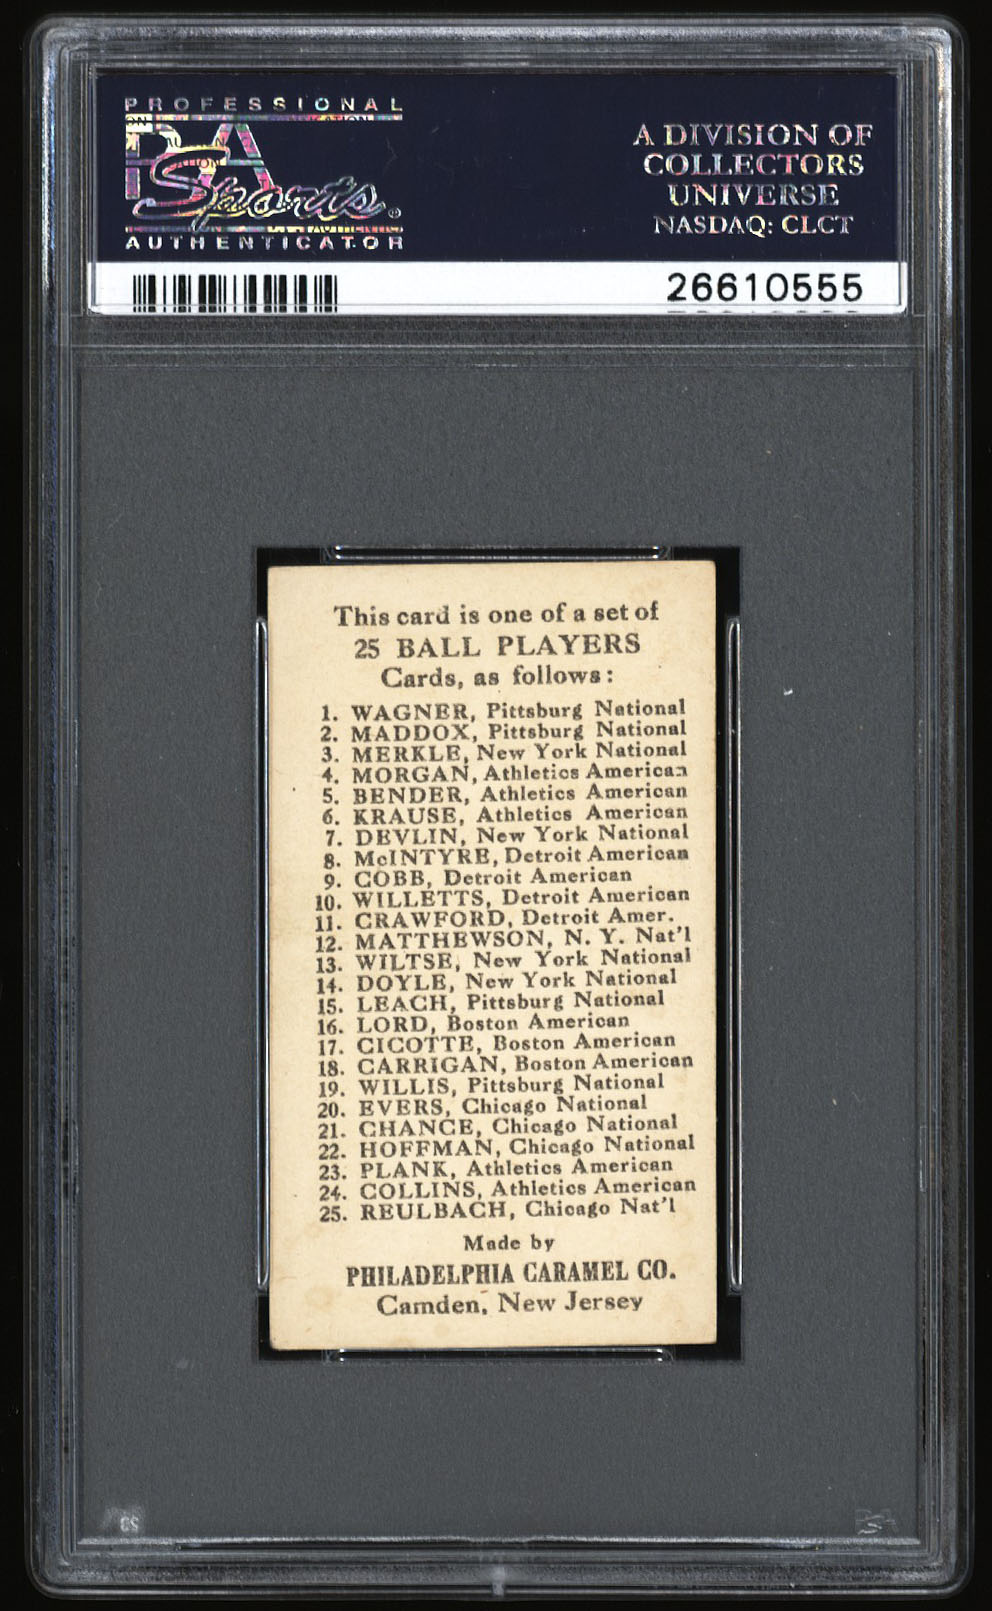 PROFESSIONAL
PSA
Sports®
AUTHENTICATOR
A DIVISION OF
COLLECTORS
UNIVERSE
NASDAQ: CLCT
26610555
This card is one of a set of
25 BALL PLAYERS
Cards, as follows:
1. WAGNER, Pittsburg National
2. MADDOX, Pittsburg National
3. MERKLE, New York National
4. MORGAN, Athletics American
5. BENDER, Athletics American
6. KRAUSE, Athletics American
7. DEVLIN, New York National
8. McINTYRE, Detroit American
9. COBB, Detroit American
10. WILLETTS, Detroit American
11. CRAWFORD, Detroit Amer.
12. MATTHEWSON, N. Y. Nat'l
13. WILTSE, New York National
14. DOYLE, New York National
15. LEACH, Pittsburg National
16. LORD, Boston American
17. CICOTTE, Boston American
18. CARRIGAN, Boston American
19. WILLIS, Pittsburg National
20. EVERS, Chicago National
21. CHANCE, Chicago National
22. HOFFMAN, Chicago National
23. PLANK, Athletics American
24. COLLINS, Athletics American
25. REULBACH, Chicago Nat'l
Made by
PHILADELPHIA CARAMEL CO.
Camden, New Jersey
PSA